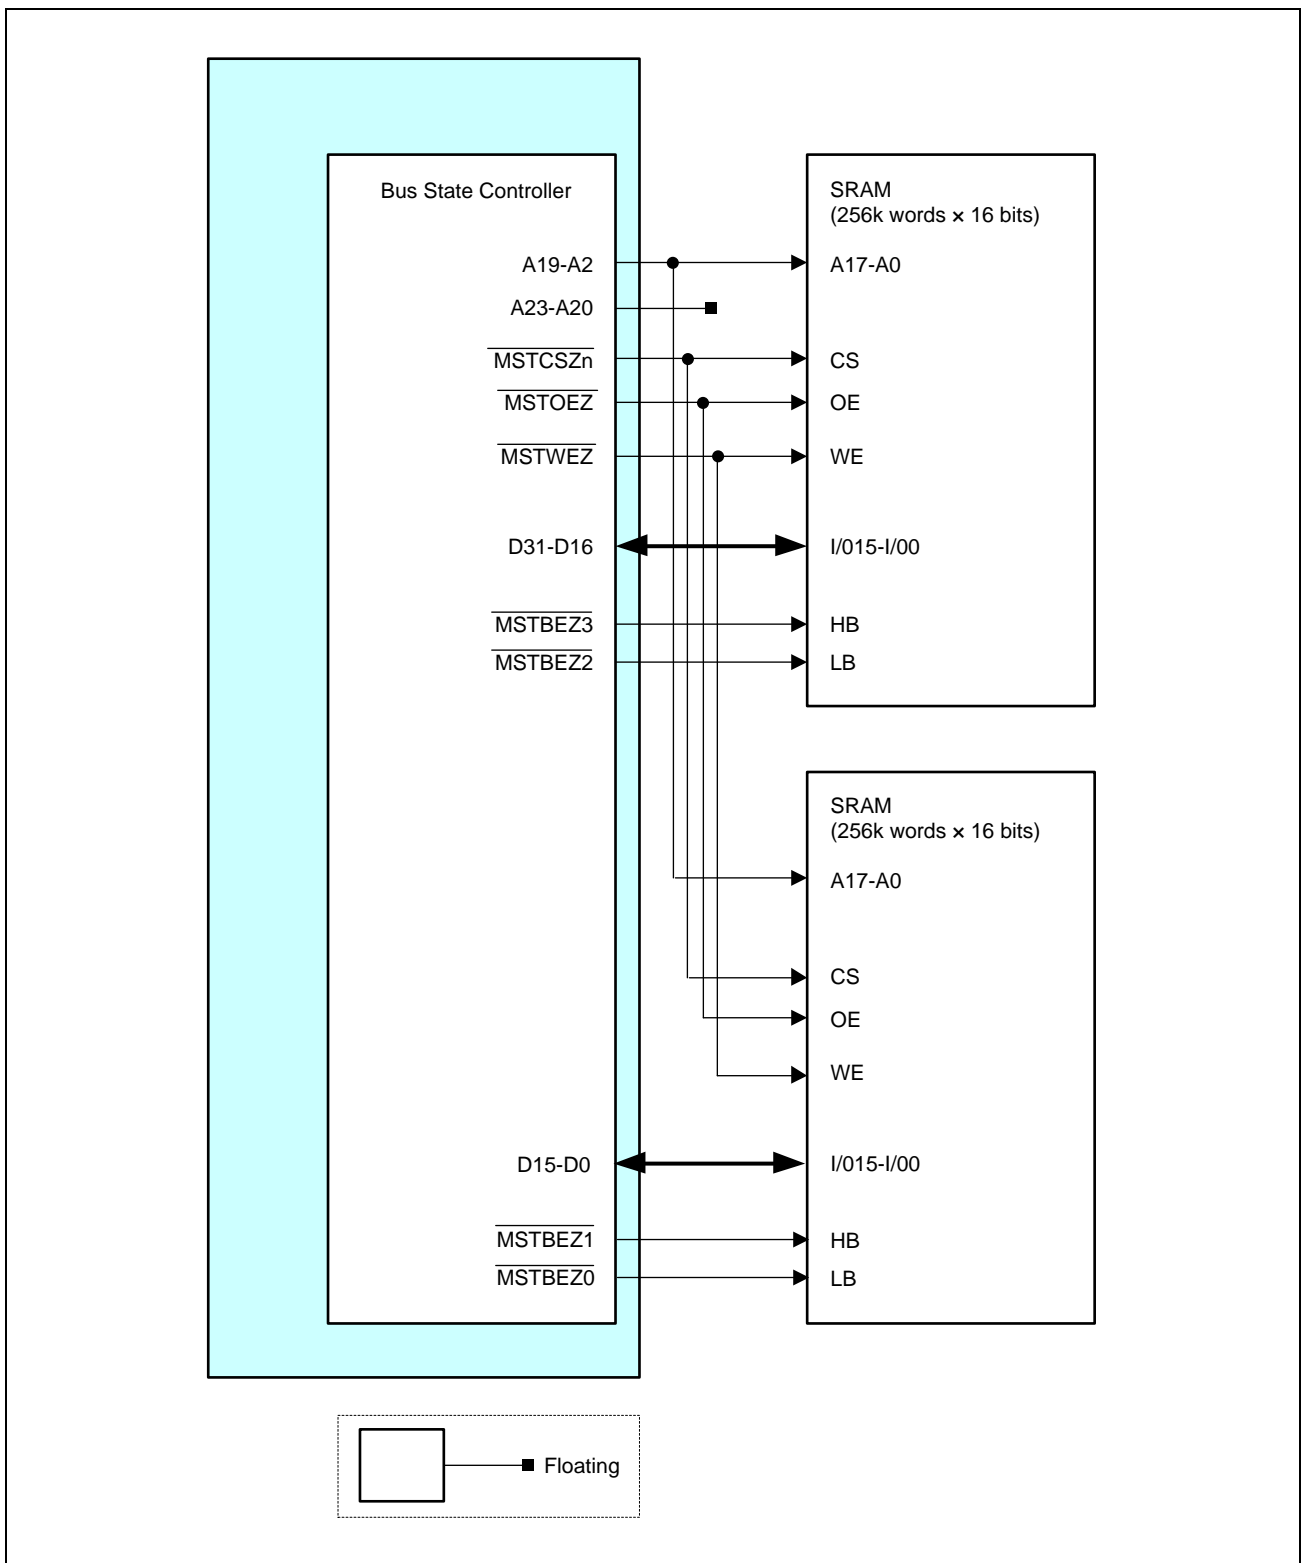 Bus State Controller
A19-A2
A23-A20
MSTCSZn
MSTOEZ
MSTWEZ
D31-D16
MSTBEZ3
MSTBEZ2
D15-D0
MSTBEZ1
MSTBEZ0
SRAM
(256k words × 16 bits)
A17-A0
CS
OE
WE
I/015-I/00
HB
LB
SRAM
(256k words × 16 bits)
A17-A0
CS
OE
WE
I/015-I/00
HB
LB
Floating